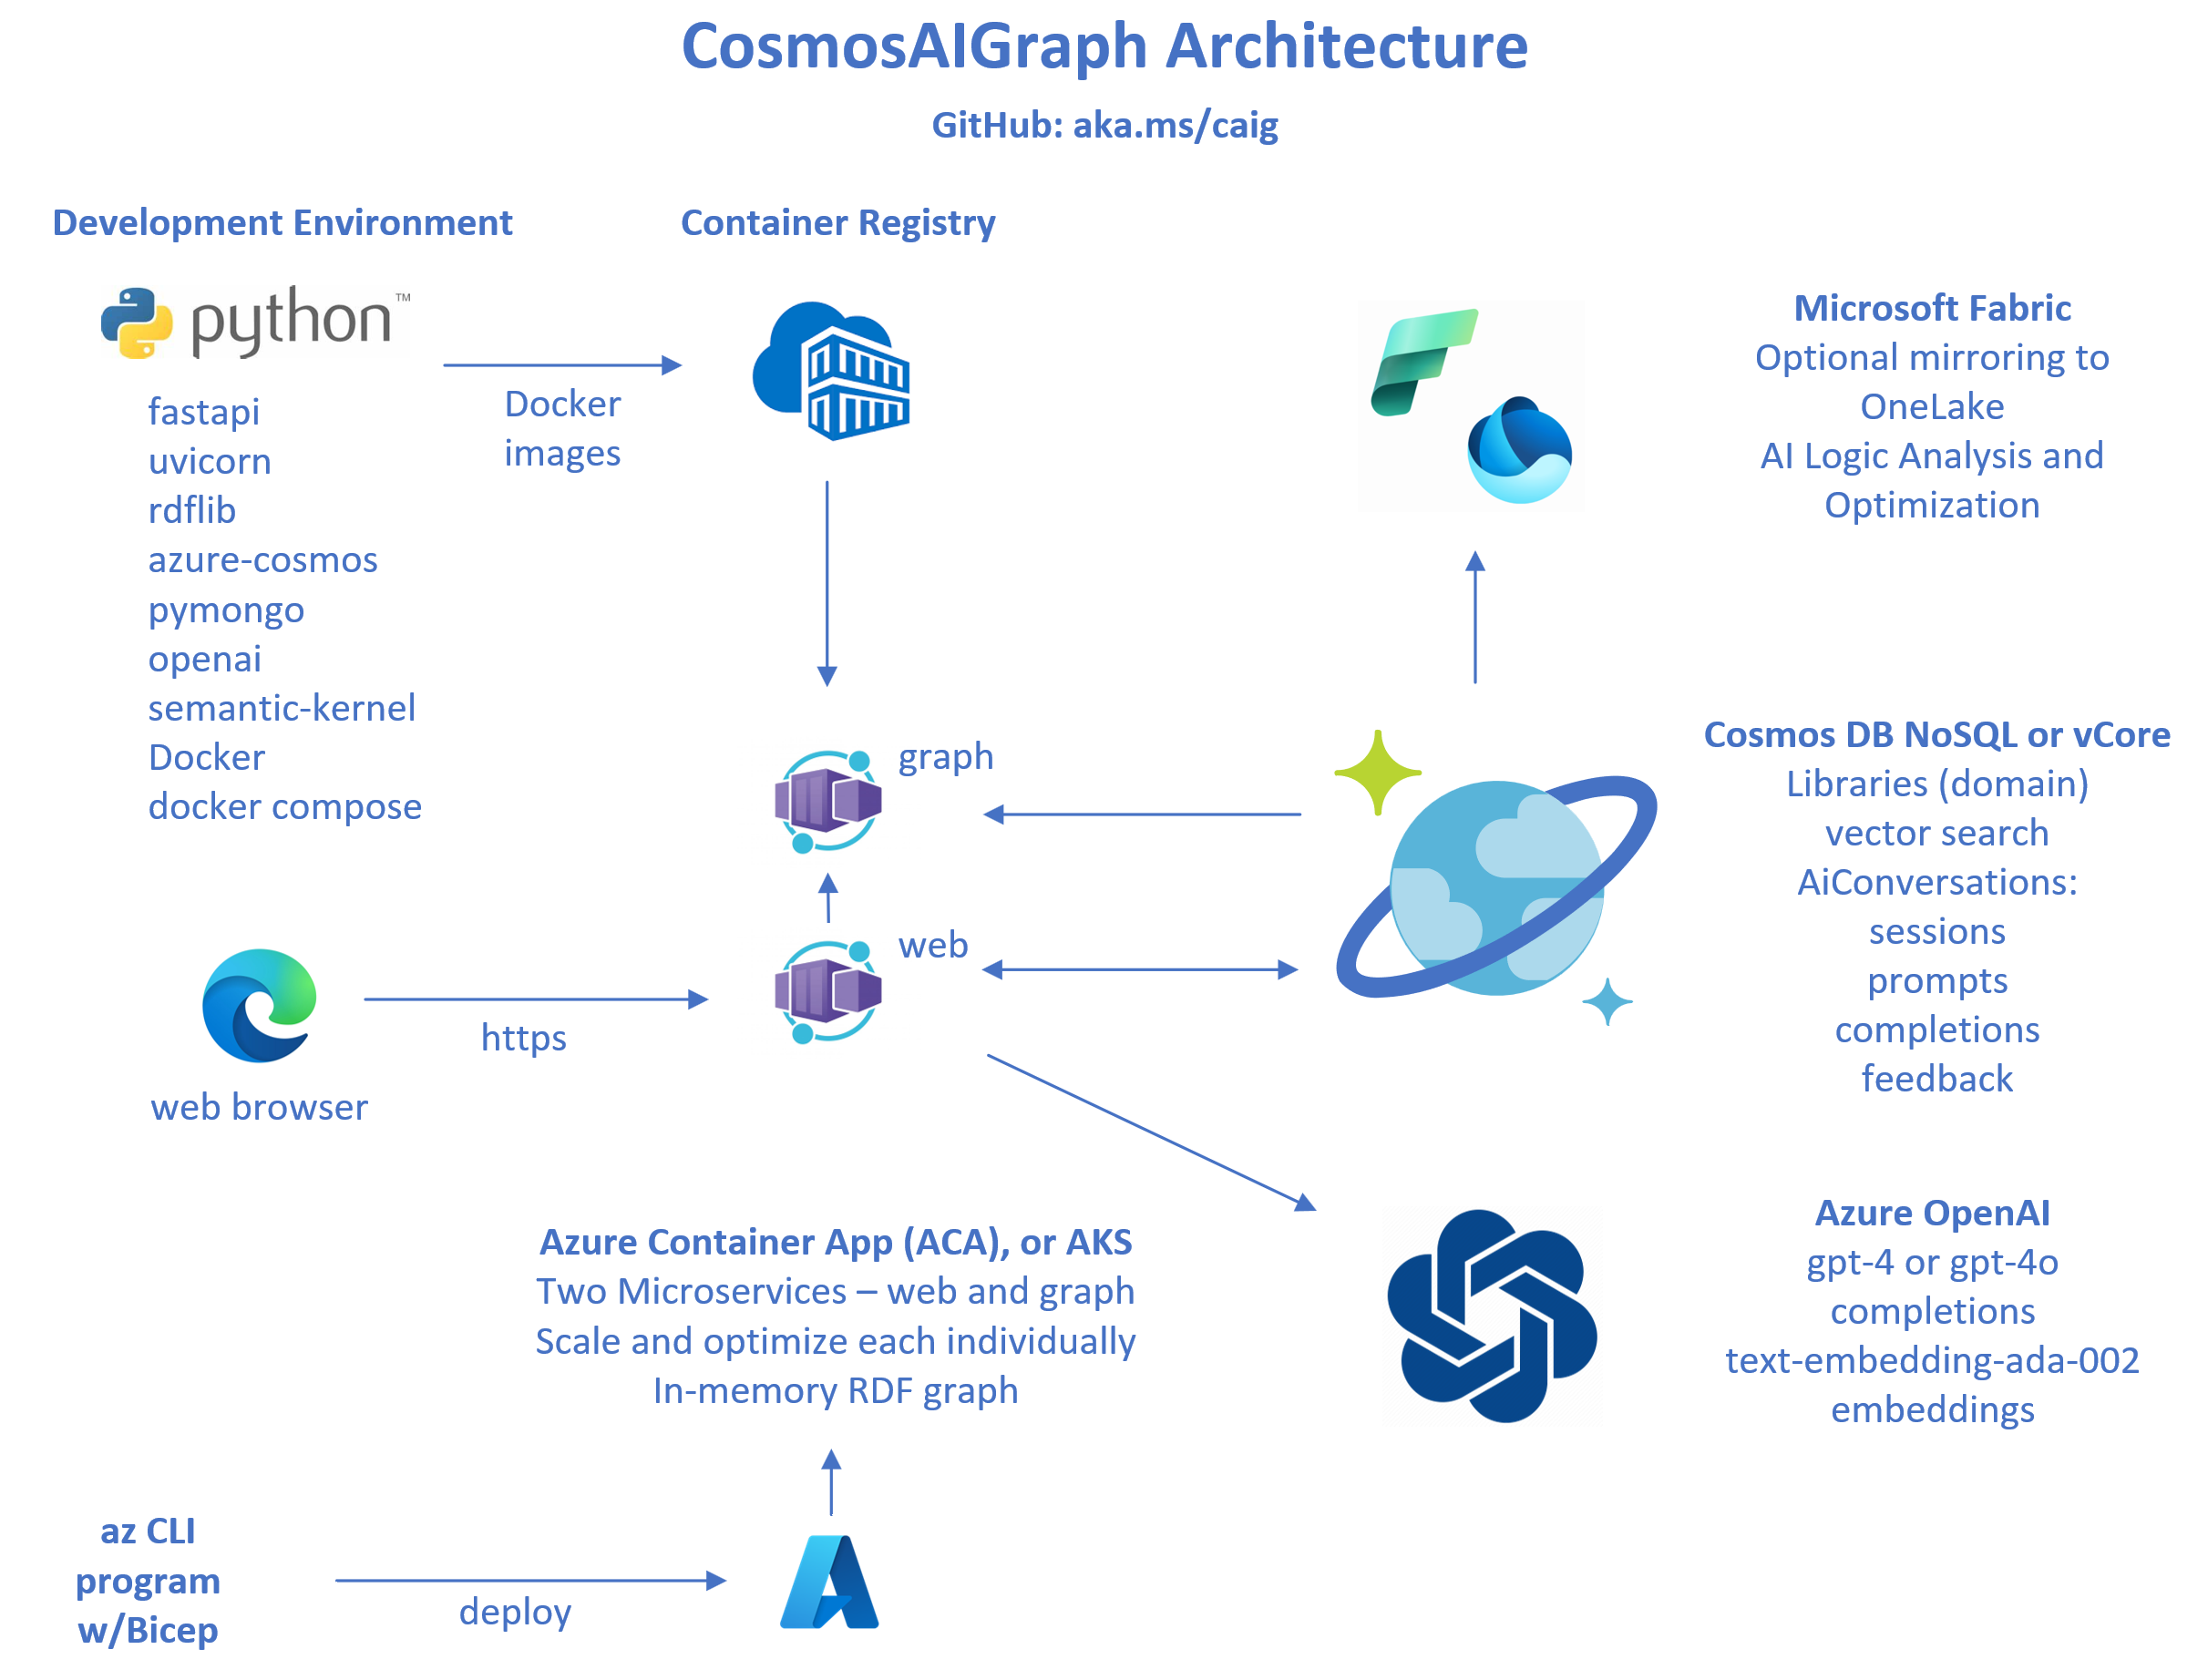 CosmosAIGraph Architecture
GitHub: aka.ms/caig
Development Environment
python™
fastapi
uvicorn
rdflib
azure-cosmos
pymongo
openai
semantic-kernel
Docker
docker compose
Docker
images
Container Registry
Microsoft Fabric
Optional mirroring to
OneLake
AI Logic Analysis and
Optimization
graph
web
Cosmos DB NoSQL or vCore
Libraries (domain)
vector search
AiConversations:
sessions
prompts
completions
feedback
https
web browser
Azure Container App (ACA), or AKS
Two Microservices – web and graph
Scale and optimize each individually
In-memory RDF graph
Azure OpenAI
gpt-4 or gpt-4o
completions
text-embedding-ada-002
embeddings
az CLI
program
w/Bicep
deploy